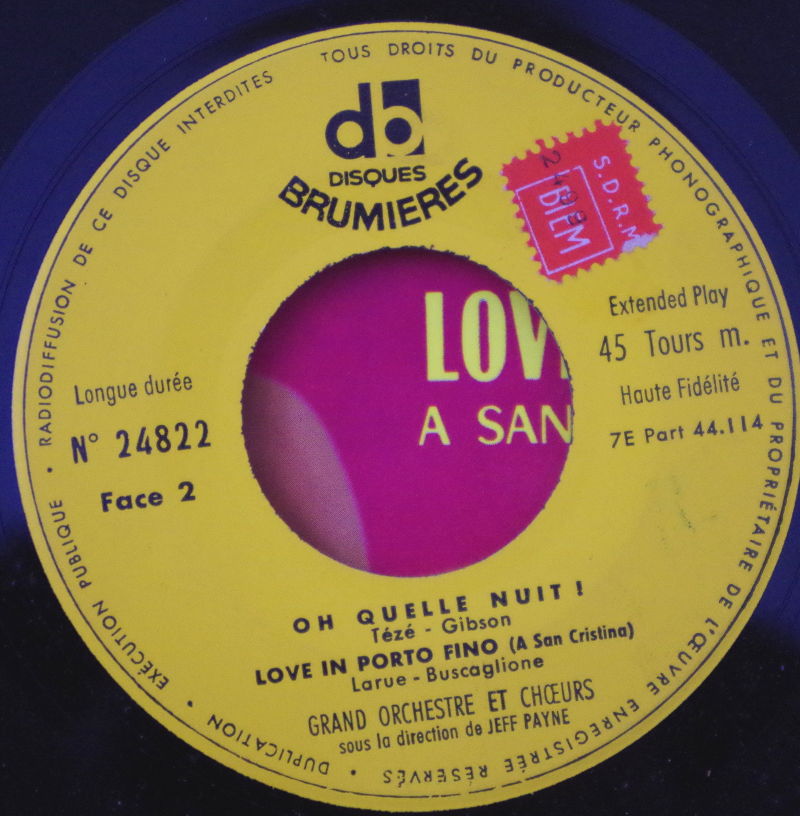 TOUS DROITS DU PRODUCTEUR PHONOGRAPHIQUE ET DU PROPRIÉTAIRE DE L'ŒUVRE ENREGISTRÉE RÉSERVÉS • DUPLICATION • EXÉCUTION PUBLIQUE • RADIODIFFUSION DE CE DISQUE INTERDITES
db
DISQUES
BRUMIERES
S.D.R.M
BIEM
Extended Play
45 Tours m.
Haute Fidélité
7E Part 44.114
Longue durée
N° 24822
Face 2
LOV
A SAN
OH QUELLE NUIT !
Tézé - Gibson
LOVE IN PORTO FINO (A San Cristina)
Larue - Buscaglione
GRAND ORCHESTRE ET CHŒURS
sous la direction de JEFF PAYNE